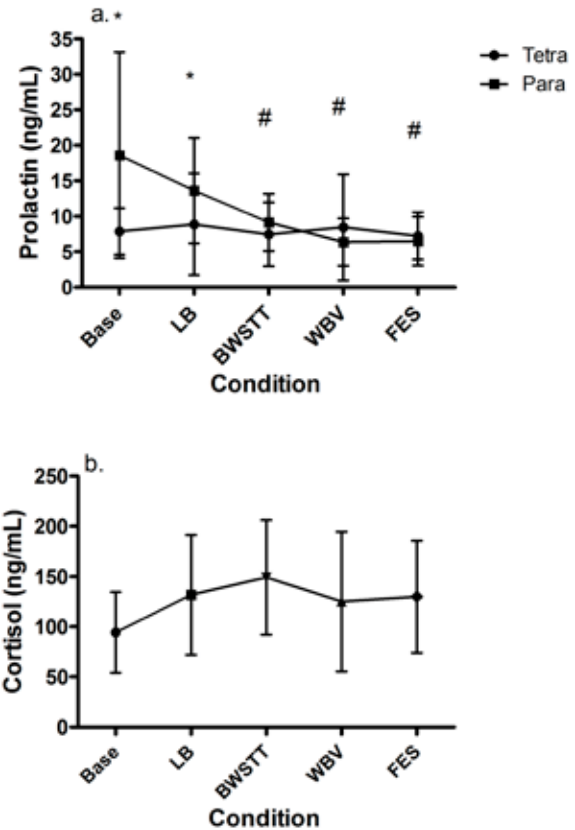 a.
*
*
#
#
#
Tetra
Para
35
30
25
20
15
10
5
0
Prolactin (ng/mL)
Base
LB
BWSTT
WBV
FES
Condition
b.
250
200
150
100
50
0
Cortisol (ng/mL)
Base
LB
BWSTT
WBV
FES
Condition